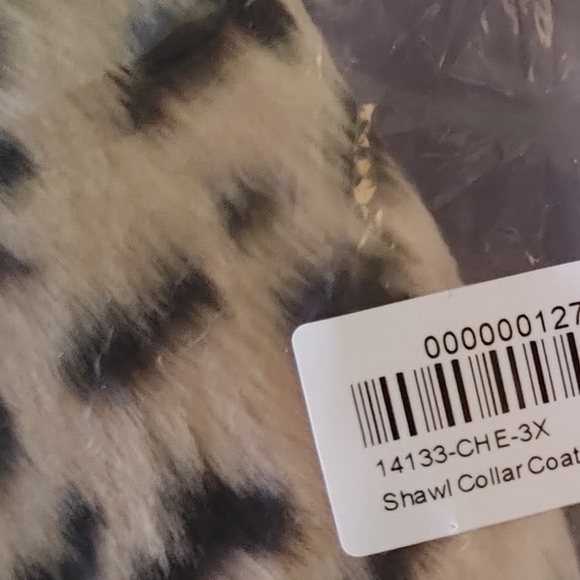 000000127
14133-CHE-3X
Shawl Collar Coat